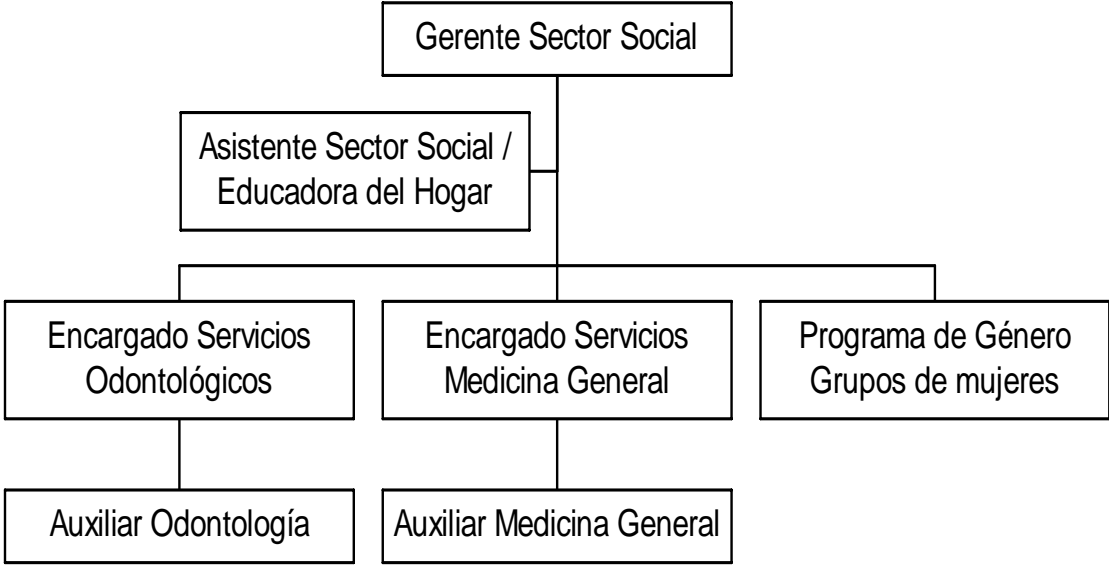 Gerente Sector Social
Asistente Sector Social /
Educadora del Hogar
Encargado Servicios
Odontológicos
Encargado Servicios
Medicina General
Programa de Género
Grupos de mujeres
Auxiliar Odontología
Auxiliar Medicina General